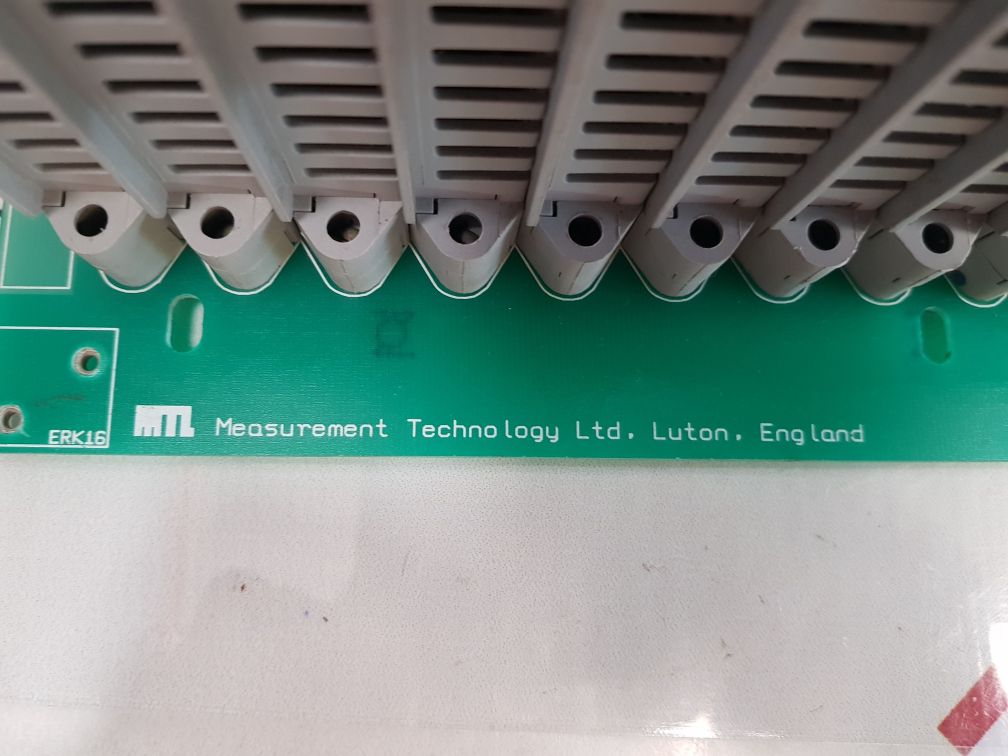 ERK16
MTL Measurement Technology Ltd. Luton. England